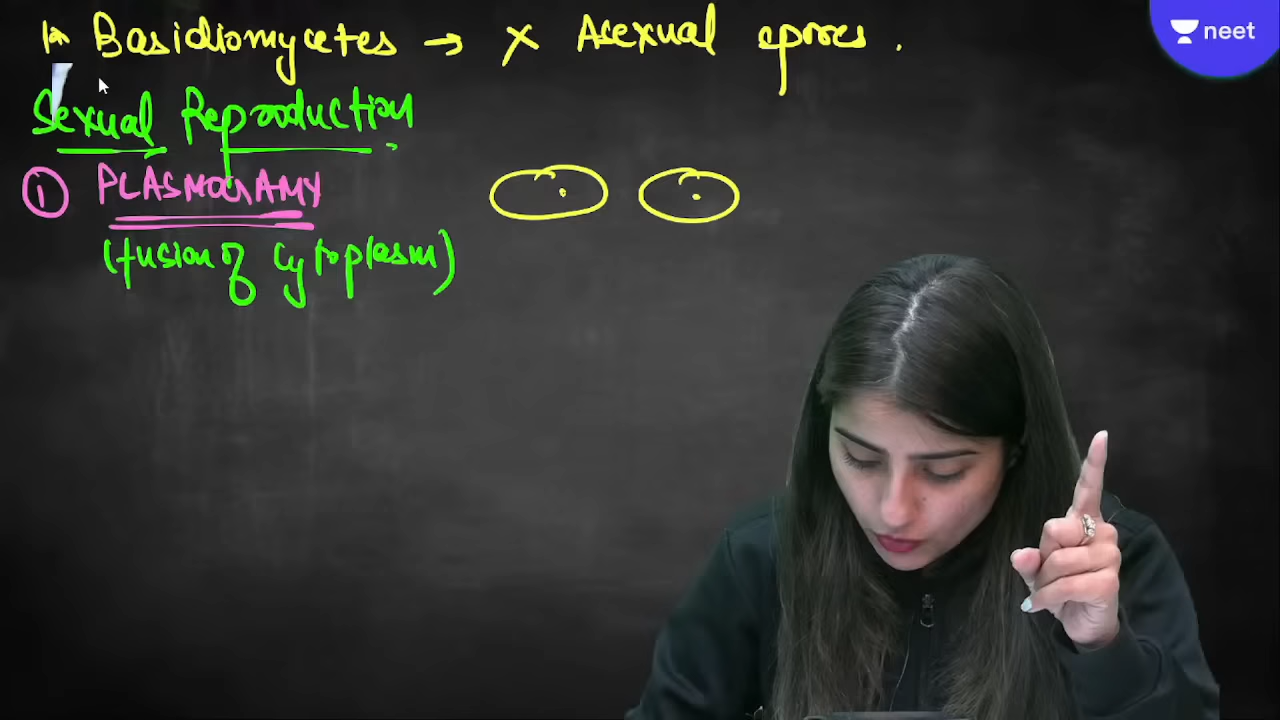 Basidiomycetes → X Asexual spores.
neet
Sexual Reproduction
① PLASMOGAMY
(fusion of cytoplasm)